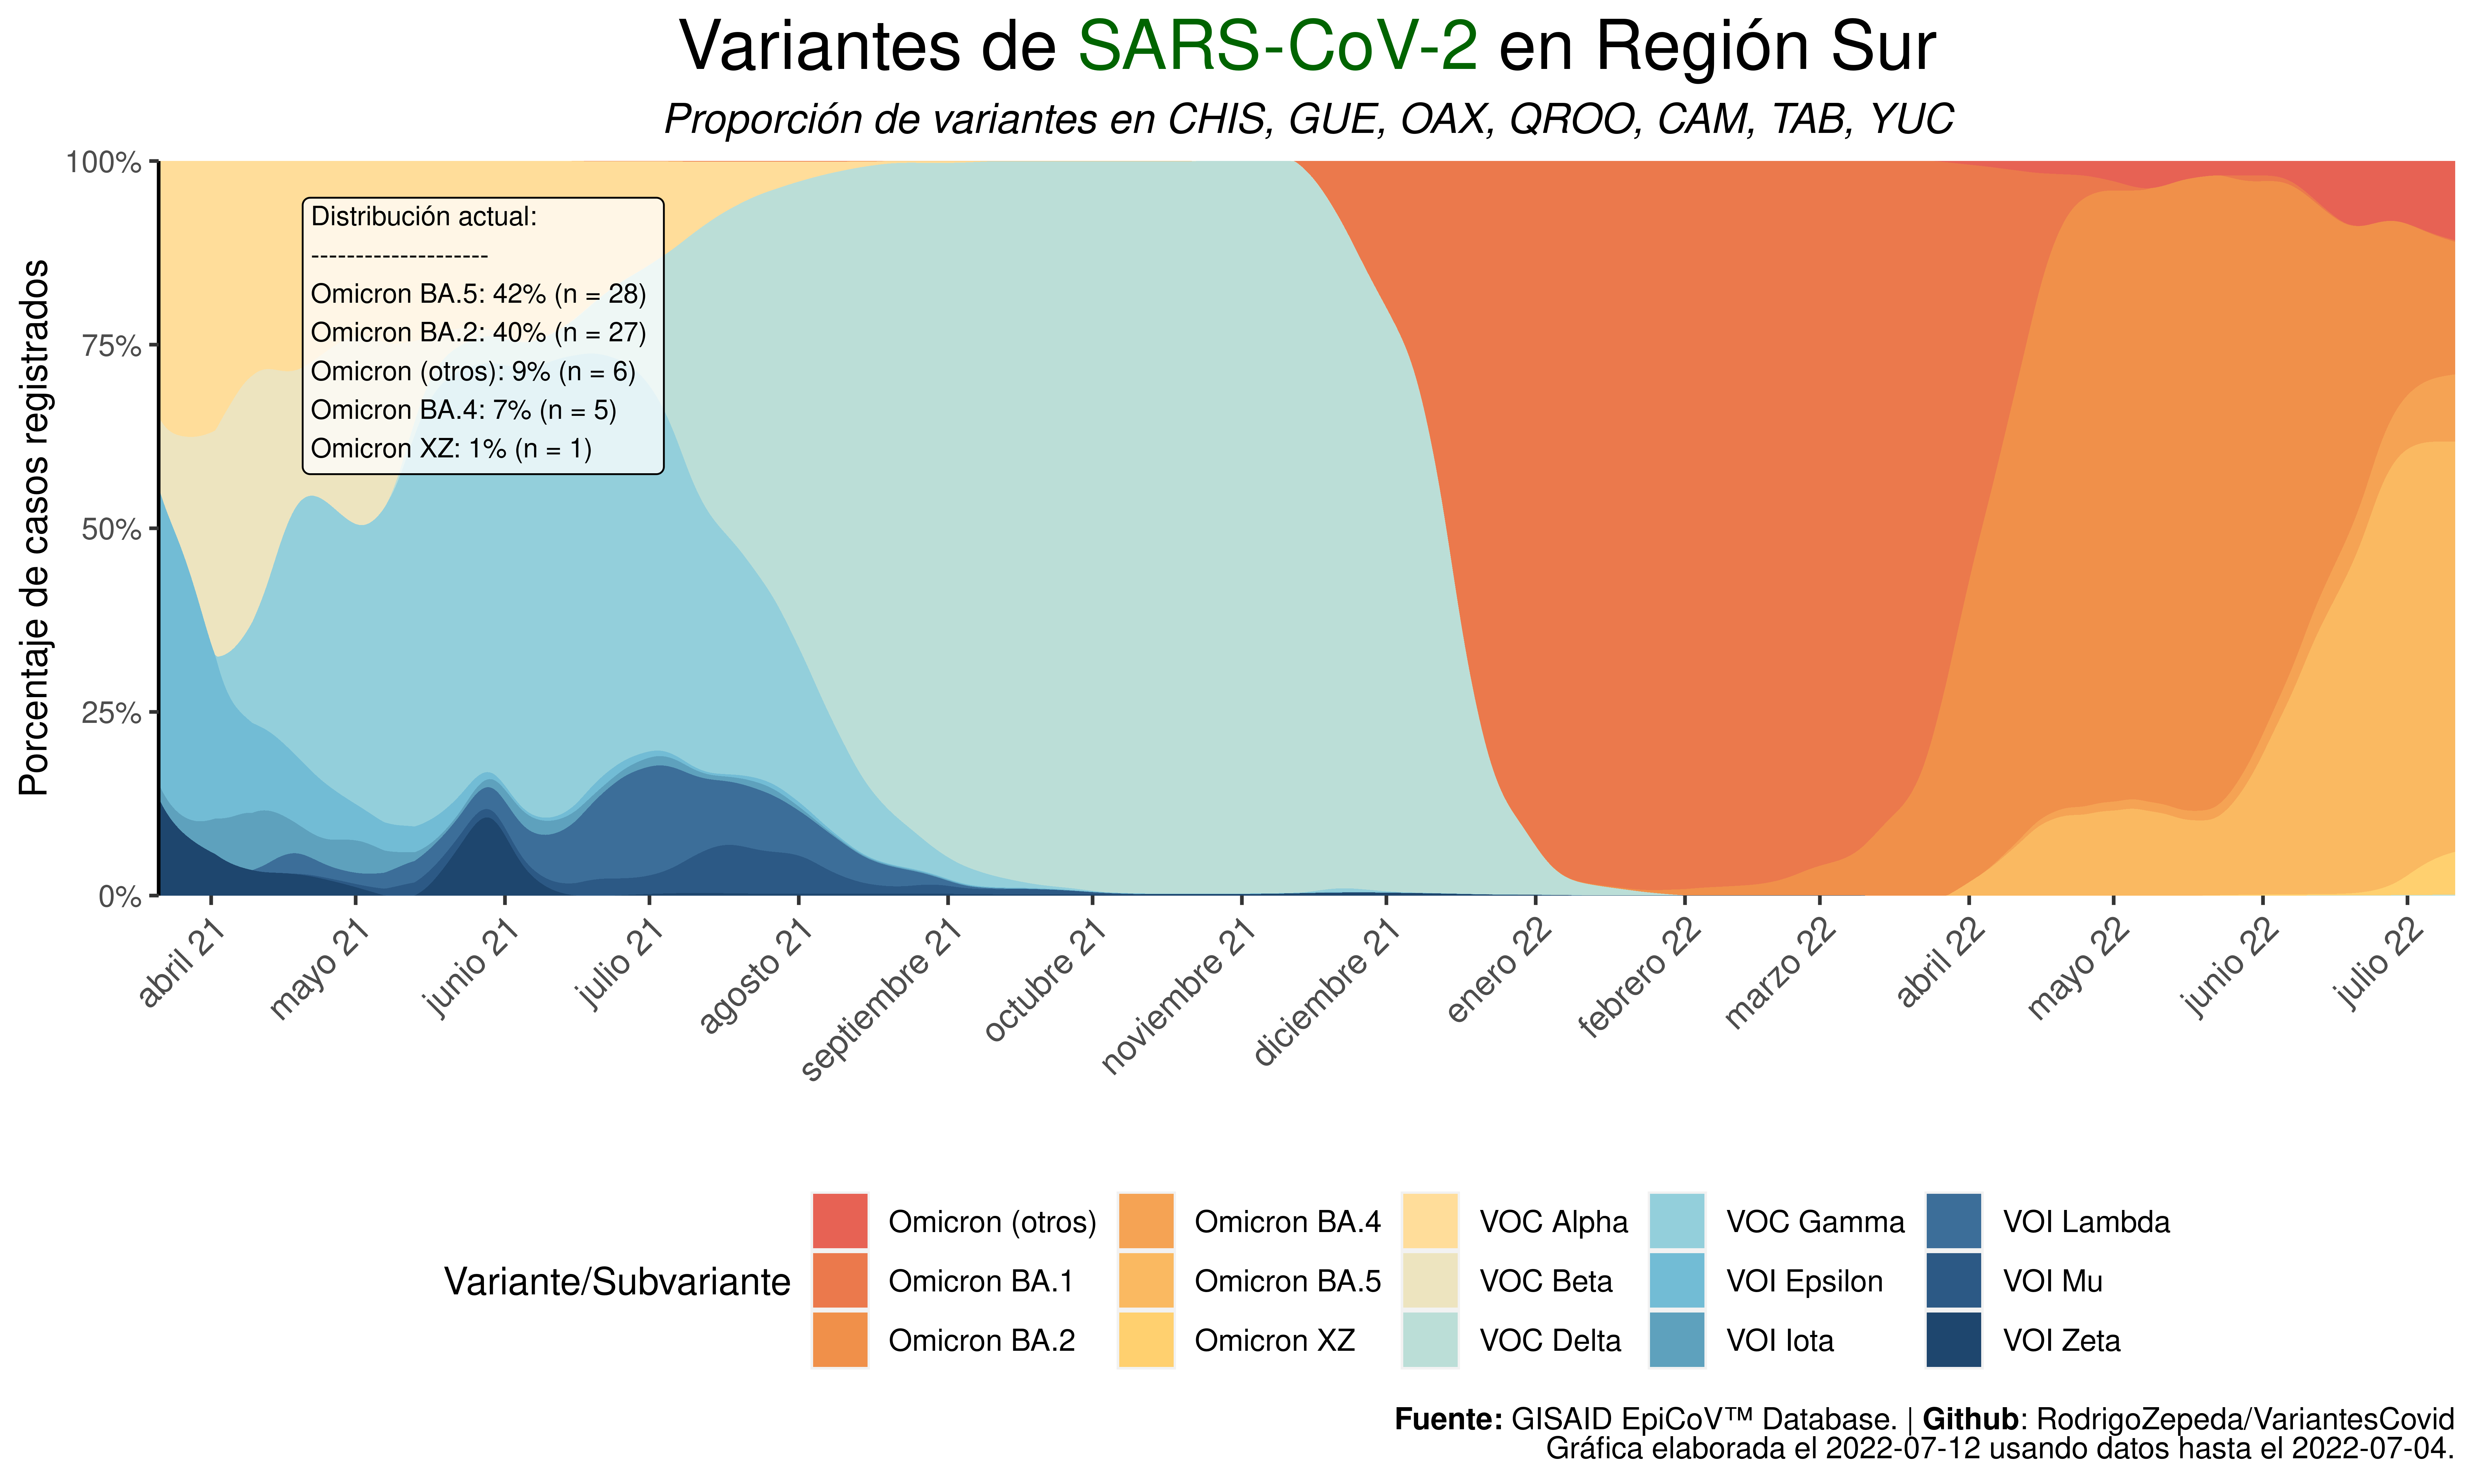 Variantes de SARS-CoV-2 en Región Sur
Proporción de variantes en CHIS, GUE, OAX, QROO, CAM, TAB, YUC
Porcentaje de casos registrados
100%
75%
50%
25%
0%
Distribución actual:
--------------------
Omicron BA.5: 42% (n = 28)
Omicron BA.2: 40% (n = 27)
Omicron (otros): 9% (n = 6)
Omicron BA.4: 7% (n = 5)
Omicron XZ: 1% (n = 1)
abril 21
mayo 21
junio 21
julio 21
agosto 21
septiembre 21
octubre 21
noviembre 21
diciembre 21
enero 22
febrero 22
marzo 22
abril 22
mayo 22
junio 22
julio 22
Variante/Subvariante
Omicron (otros)
Omicron BA.1
Omicron BA.2
Omicron BA.4
Omicron BA.5
Omicron XZ
VOC Alpha
VOC Beta
VOC Delta
VOC Gamma
VOI Epsilon
VOI Iota
VOI Lambda
VOI Mu
VOI Zeta
Fuente: GISAID EpiCoV™ Database. | Github: RodrigoZepeda/VariantesCovid
Gráfica elaborada el 2022-07-12 usando datos hasta el 2022-07-04.